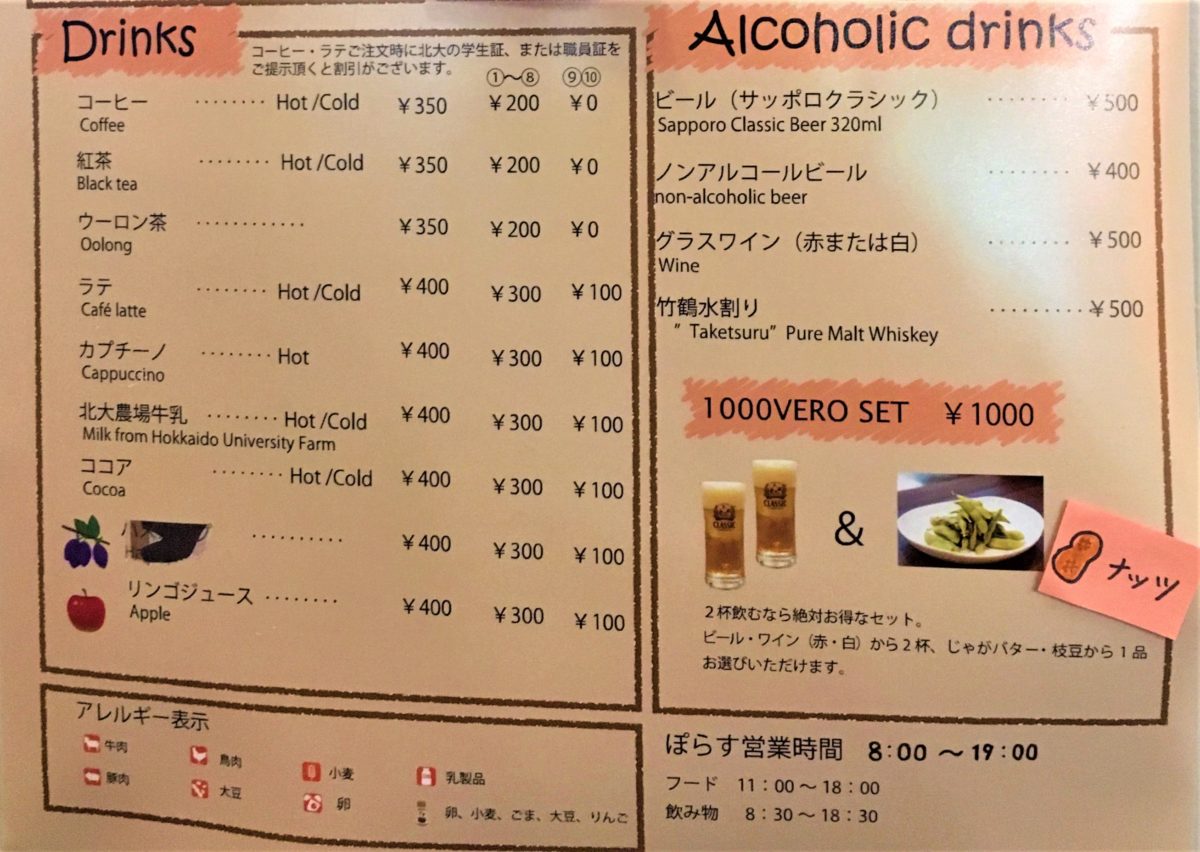 Drinks
コーヒー・ラテご注文時に北大の学生証、または職員証を
ご提示頂くと割引がございます。
①～⑧ ⑨⑩
コーヒー ‥‥‥‥ Hot /Cold ￥350 ￥200 ￥0
Coffee
紅茶 ‥‥‥‥ Hot /Cold ￥350 ￥200 ￥0
Black tea
ウーロン茶 ‥‥‥‥‥‥ ￥350 ￥200 ￥0
Oolong
ラテ ‥‥‥‥ Hot /Cold ￥400 ￥300 ￥100
Café latte
カプチーノ ‥‥‥‥ Hot ￥400 ￥300 ￥100
Cappuccino
北大農場牛乳 ‥‥‥‥ Hot /Cold ￥400 ￥300 ￥100
Milk from Hokkaido University Farm
ココア ‥‥‥‥ Hot /Cold ￥400 ￥300 ￥100
Cocoa
‥‥‥‥‥ ￥400 ￥300 ￥100
リンゴジュース ‥‥‥‥ ￥400 ￥300 ￥100
Apple
アレルギー表示
牛肉 鳥肉 小麦 乳製品
豚肉 大豆 卵 卵、小麦、ごま、大豆、りんご
Alcoholic drinks
ビール（サッポロクラシック） ‥‥‥‥ ￥500
Sapporo Classic Beer 320ml
ノンアルコールビール ‥‥‥‥ ￥400
non-alcoholic beer
グラスワイン（赤または白） ‥‥‥‥ ￥500
Wine
竹鶴水割り ‥‥‥‥‥ ￥500
”Taketsuru” Pure Malt Whiskey
1000VERO SET ￥1000
CLASSIC CLASSIC
&
ナッツ
２杯飲むなら絶対お得なセット。
ビール・ワイン（赤・白）から２杯、じゃがバター・枝豆から１品
お選びいただけます。
ぽらす営業時間 8:00 ～ 19:00
フード 11：00 ～ 18：00
飲み物 8：30 ～ 18：30